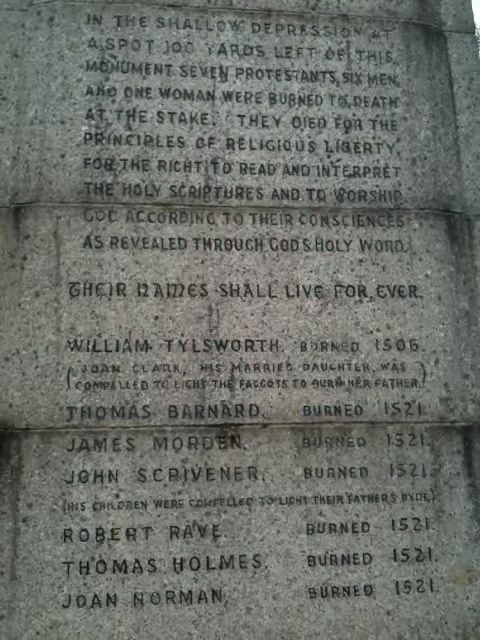 IN THE SHALLOW DEPRESSION AT
A SPOT 100 YARDS LEFT OF THIS
MONUMENT SEVEN PROTESTANTS, SIX MEN
AND ONE WOMAN WERE BURNED TO DEATH
AT THE STAKE. THEY DIED FOR THE
PRINCIPLES OF RELIGIOUS LIBERTY,
FOR THE RIGHT TO READ AND INTERPRET
THE HOLY SCRIPTURES AND TO WORSHIP
GOD ACCORDING TO THEIR CONSCIENCES
AS REVEALED THROUGH GOD'S HOLY WORD.
THEIR NAMES SHALL LIVE FOR EVER.
WILLIAM TYLSWORTH. BURNED 1506.
(JOAN CLARK, HIS MARRIED DAUGHTER, WAS
COMPELLED TO LIGHT THE FAGGOTS TO BURN HER FATHER.)
THOMAS BARNARD. BURNED 1521.
JAMES MORDEN. BURNED 1521.
JOHN SCRIVENER. BURNED 1521.
(HIS CHILDREN WERE COMPELLED TO LIGHT THEIR FATHER'S PYRE)
ROBERT RAVE. BURNED 1521.
THOMAS HOLMES. BURNED 1521.
JOAN NORMAN. BURNED 1521.